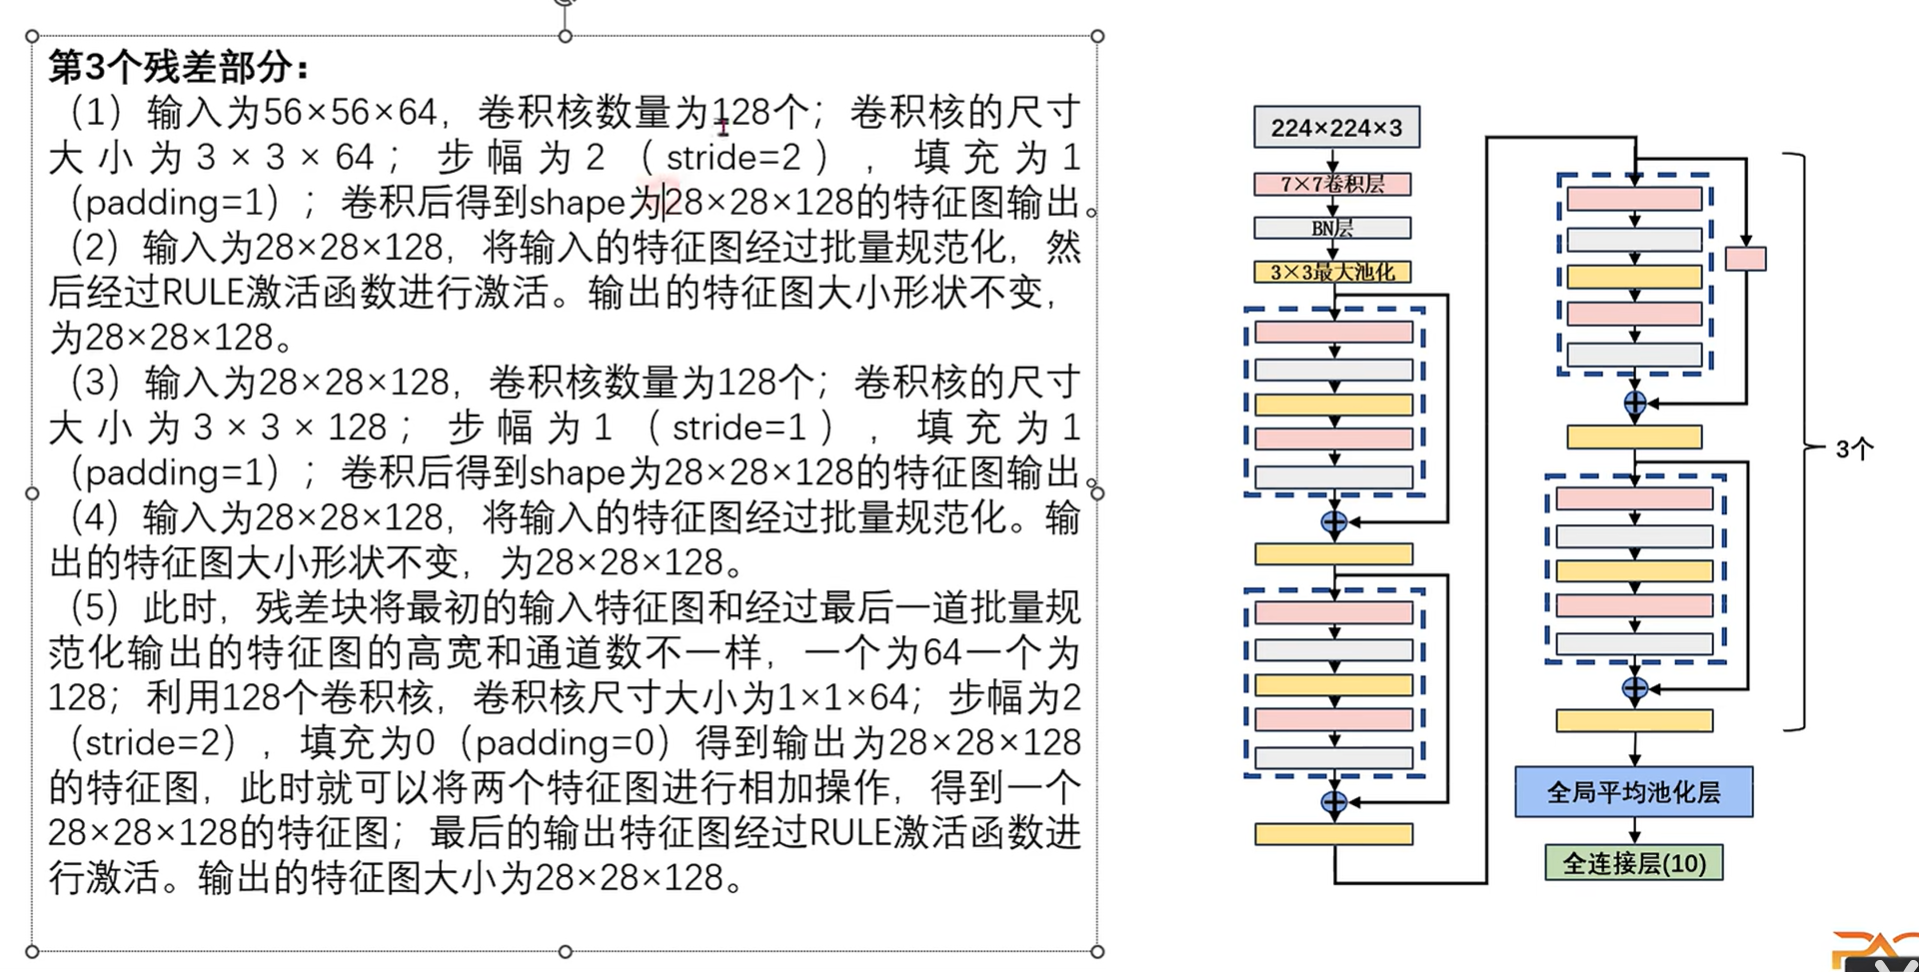 第3个残差部分：
（1）输入为56×56×64，卷积核数量为128个；卷积核的尺寸
大小为3×3×64；步幅为2（stride=2），填充为1
（padding=1）；卷积后得到shape为28×28×128的特征图输出。
（2）输入为28×28×128，将输入的特征图经过批量规范化，然
后经过RULE激活函数进行激活。输出的特征图大小形状不变，
为28×28×128。
（3）输入为28×28×128，卷积核数量为128个；卷积核的尺寸
大小为3×3×128；步幅为1（stride=1），填充为1
（padding=1）；卷积后得到shape为28×28×128的特征图输出。
（4）输入为28×28×128，将输入的特征图经过批量规范化。输
出的特征图大小形状不变，为28×28×128。
（5）此时，残差块将最初的输入特征图和经过最后一道批量规
范化输出的特征图的高宽和通道数不一样，一个为64一个为
128；利用128个卷积核，卷积核尺寸大小为1×1×64；步幅为2
（stride=2），填充为0（padding=0）得到输出为28×28×128
的特征图，此时就可以将两个特征图进行相加操作，得到一个
28×28×128的特征图；最后的输出特征图经过RULE激活函数进
行激活。输出的特征图大小为28×28×128。
224×224×3
7×7卷积层
BN层
3×3最大池化
3个
全局平均池化层
全连接层(10)